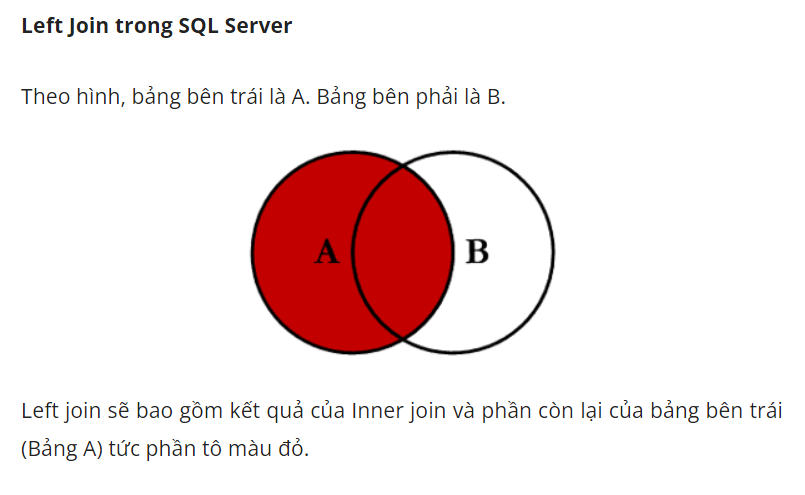 Left Join trong SQL Server
Theo hình, bảng bên trái là A. Bảng bên phải là B.
A
B
Left join sẽ bao gồm kết quả của Inner join và phần còn lại của bảng bên trái
(Bảng A) tức phần tô màu đỏ.